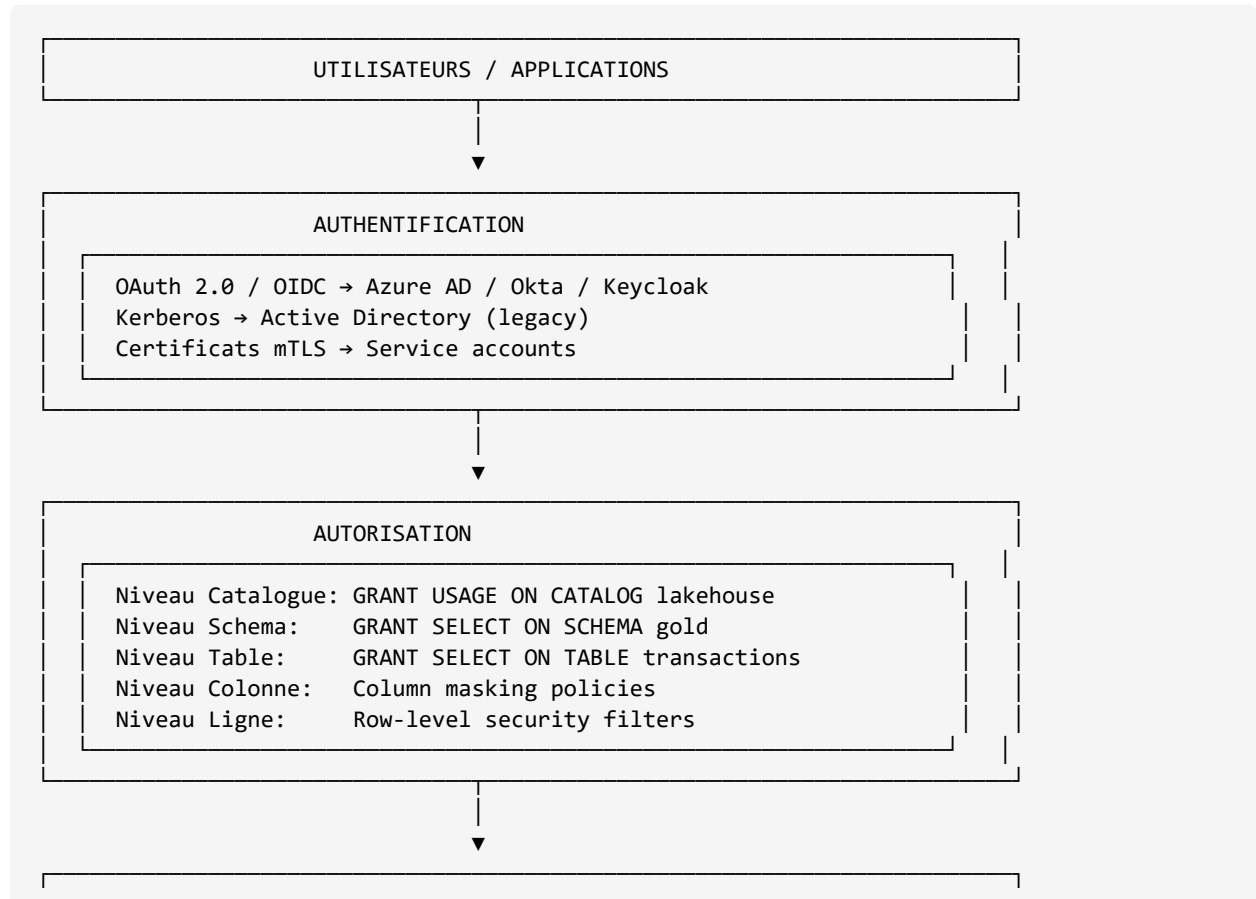 UTILISATEURS / APPLICATIONS
▼
AUTHENTIFICATION
OAuth 2.0 / OIDC → Azure AD / Okta / Keycloak
Kerberos → Active Directory (legacy)
Certificats mTLS → Service accounts
▼
AUTORISATION
Niveau Catalogue: GRANT USAGE ON CATALOG lakehouse
Niveau Schema: GRANT SELECT ON SCHEMA gold
Niveau Table: GRANT SELECT ON TABLE transactions
Niveau Colonne: Column masking policies
Niveau Ligne: Row-level security filters
▼